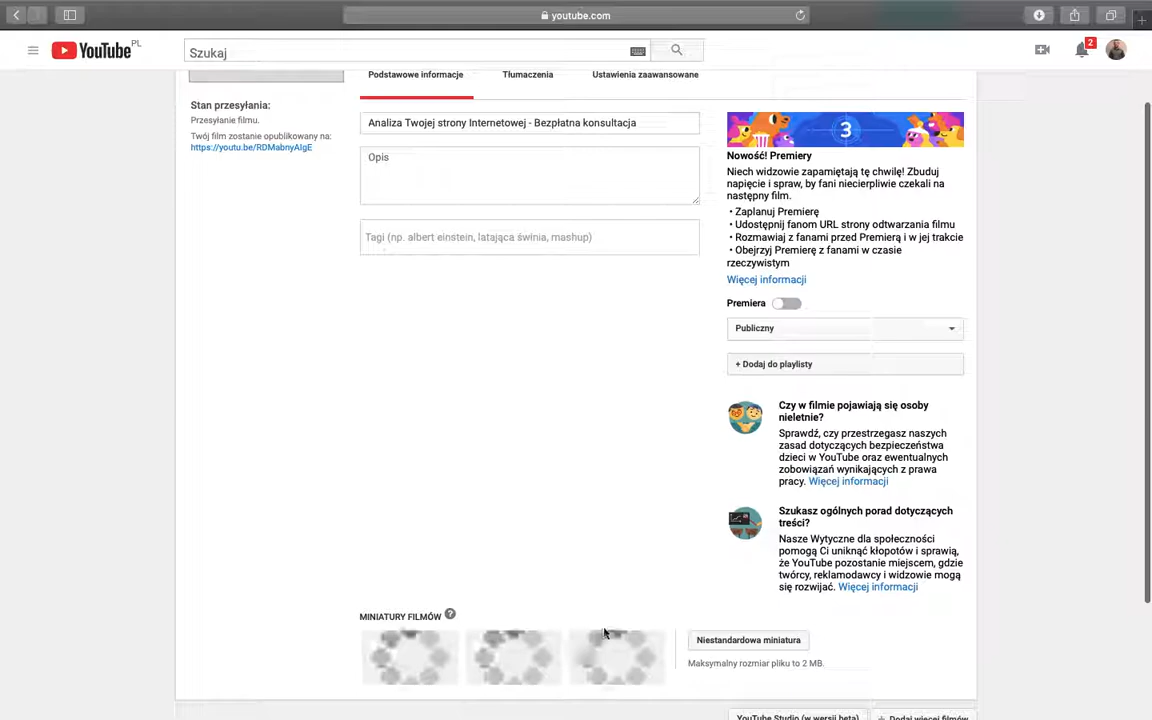 youtube.com
YouTube PL
Szukaj
2
Podstawowe informacje
Tłumaczenia
Ustawienia zaawansowane
Stan przesyłania:
Przesyłanie filmu.
Twój film zostanie opublikowany na:
https://youtu.be/RDMabnyAIgE
Analiza Twojej strony Internetowej - Bezpłatna konsultacja
Opis
Tagi (np. albert einstein, latająca świnia, mashup)
3
Nowość! Premiery
Niech widzowie zapamiętają tę chwilę! Zbuduj
napięcie i spraw, by fani niecierpliwie czekali na
następny film.
• Zaplanuj Premierę
• Udostępnij fanom URL strony odtwarzania filmu
• Rozmawiaj z fanami przed Premierą i w jej trakcie
• Obejrzyj Premierę z fanami w czasie
rzeczywistym
Więcej informacji
Premiera
Publiczny
+ Dodaj do playlisty
Czy w filmie pojawiają się osoby
nieletnie?
Sprawdź, czy przestrzegasz naszych
zasad dotyczących bezpieczeństwa
dzieci w YouTube oraz ewentualnych
zobowiązań wynikających z prawa
pracy. Więcej informacji
Szukasz ogólnych porad dotyczących
treści?
Nasze Wytyczne dla społeczności
pomogą Ci uniknąć kłopotów i sprawią,
że YouTube pozostanie miejscem, gdzie
twórcy, reklamodawcy i widzowie mogą
się rozwijać. Więcej informacji
MINIATURY FILMÓW ?
Niestandardowa miniatura
Maksymalny rozmiar pliku to 2 MB.
YouTube Studio (w wersji beta)
+ Dodaj więcej filmów